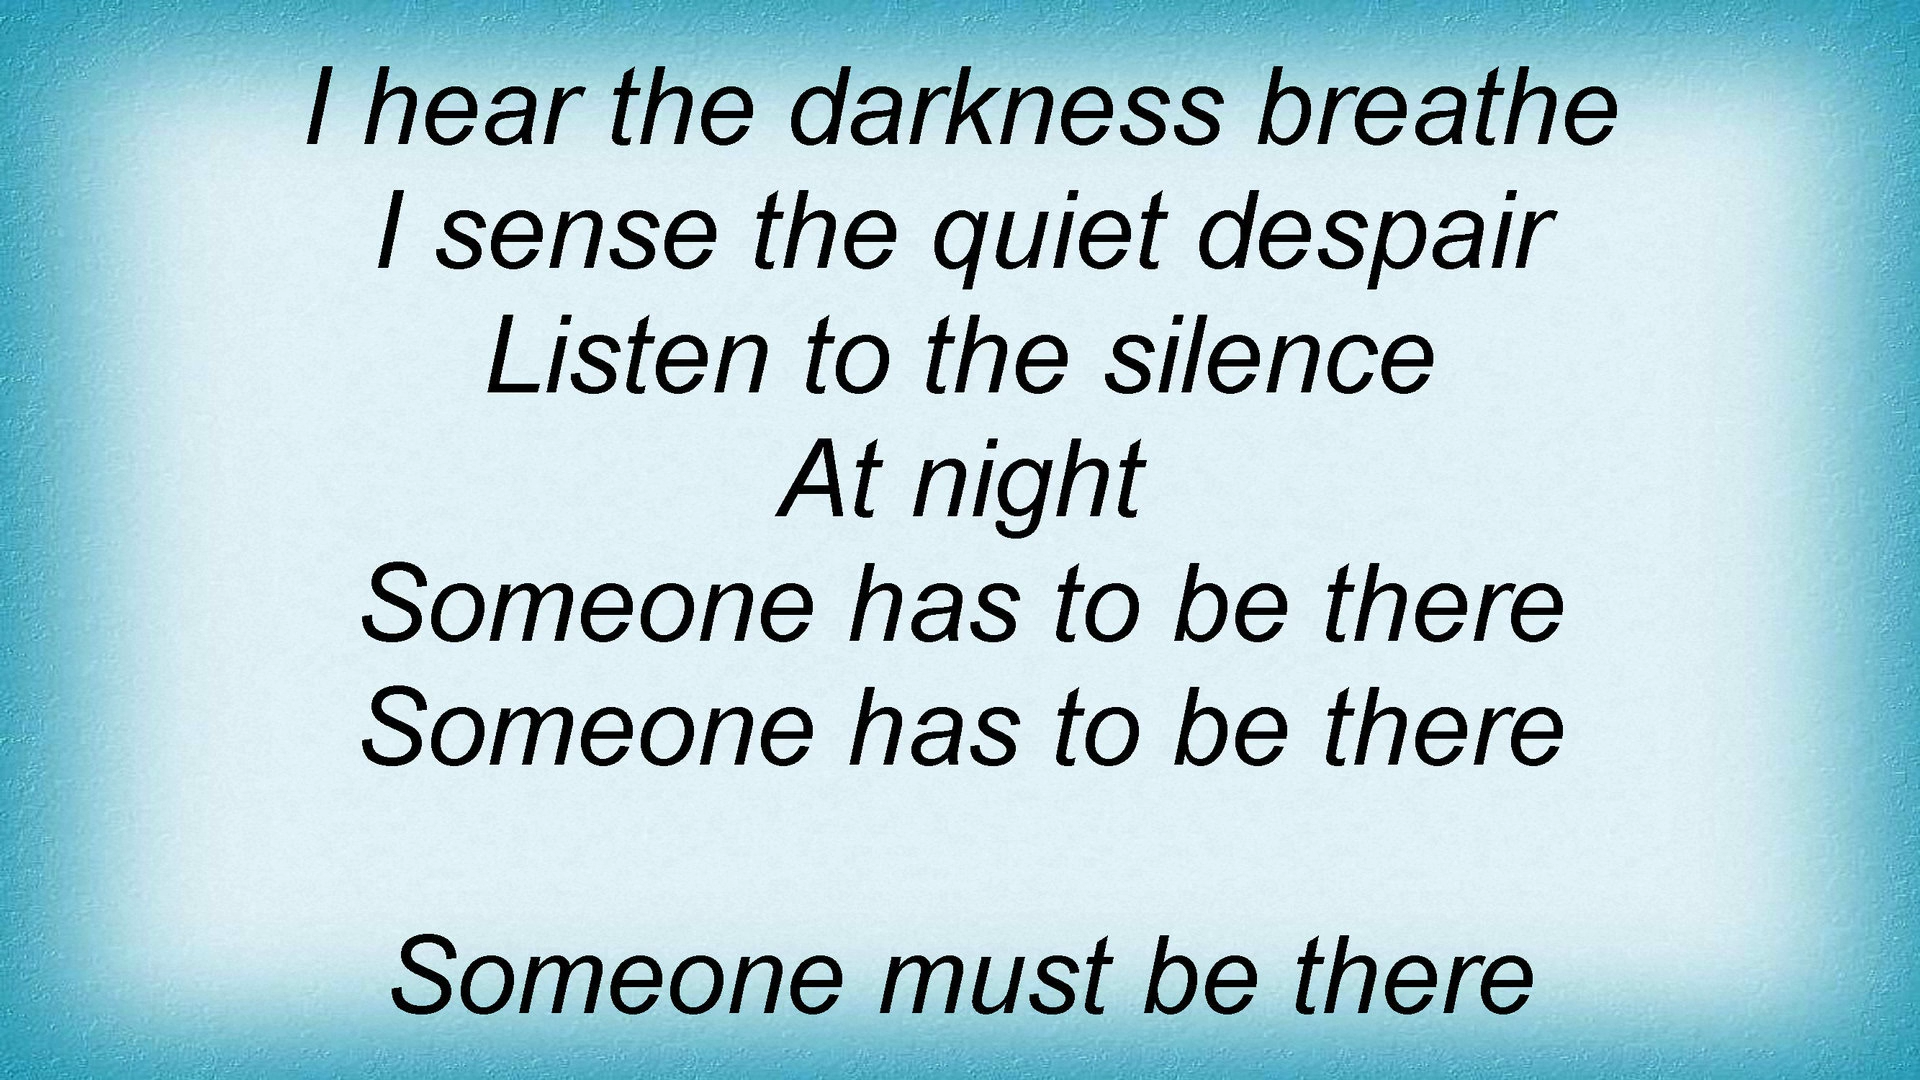 I hear the darkness breathe
I sense the quiet despair
Listen to the silence
At night
Someone has to be there
Someone has to be there
Someone must be there